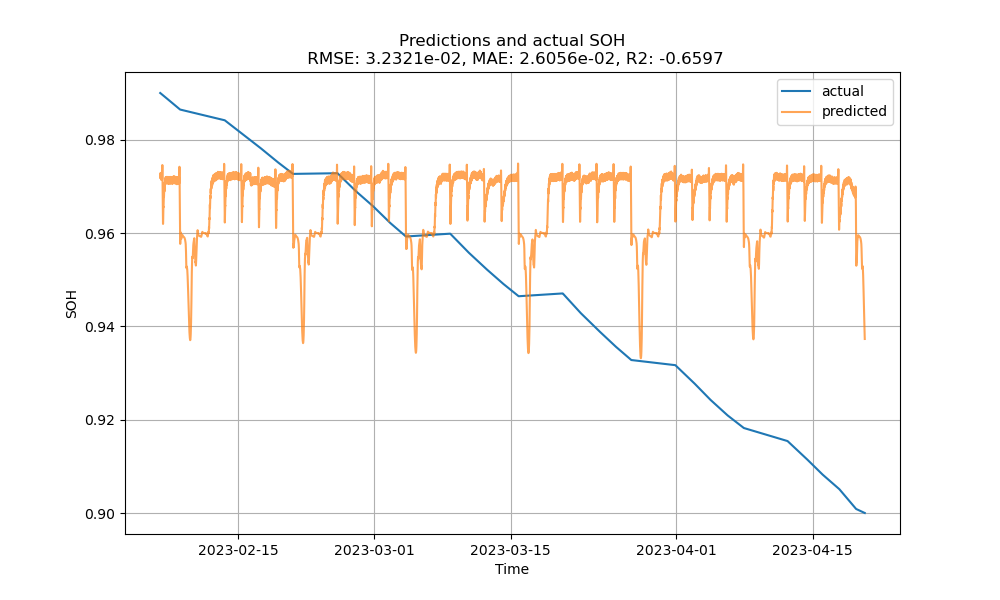 Predictions and actual SOH
RMSE: 3.2321e-02, MAE: 2.6056e-02, R2: -0.6597
actual
predicted
0.98
0.96
0.94
0.92
0.90
SOH
2023-02-15
2023-03-01
2023-03-15
2023-04-01
2023-04-15
Time